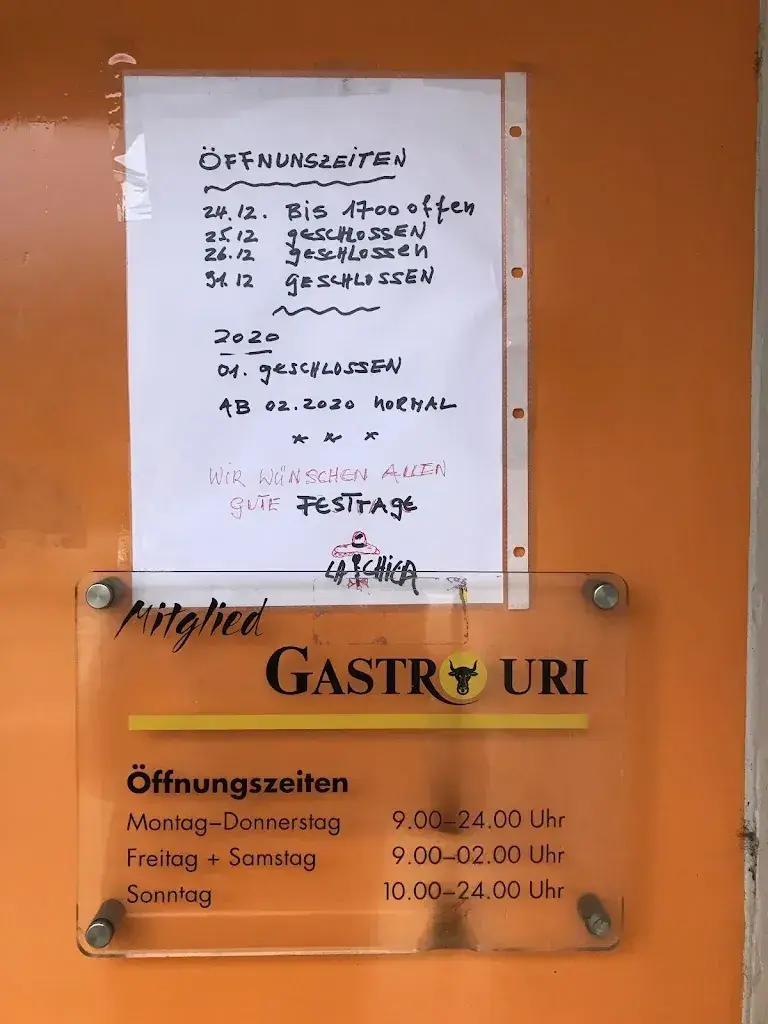 ÖFFNUNSZEITEN
24.12. BIS 1700 offen
25.12 geSCHLOSSEN
26.12 geschlossen
31.12 GESCHLOSSEN
2020
01. geSCHLOSSEN
AB 02.2020 NORMAL
* * *
WIR WÜNSCHEN ALLEN
GUTE FESTTAGE
LA CHICA
Mitglied
GASTRO URI
Öffnungszeiten
Montag–Donnerstag 9.00–24.00 Uhr
Freitag + Samstag 9.00–02.00 Uhr
Sonntag 10.00–24.00 Uhr